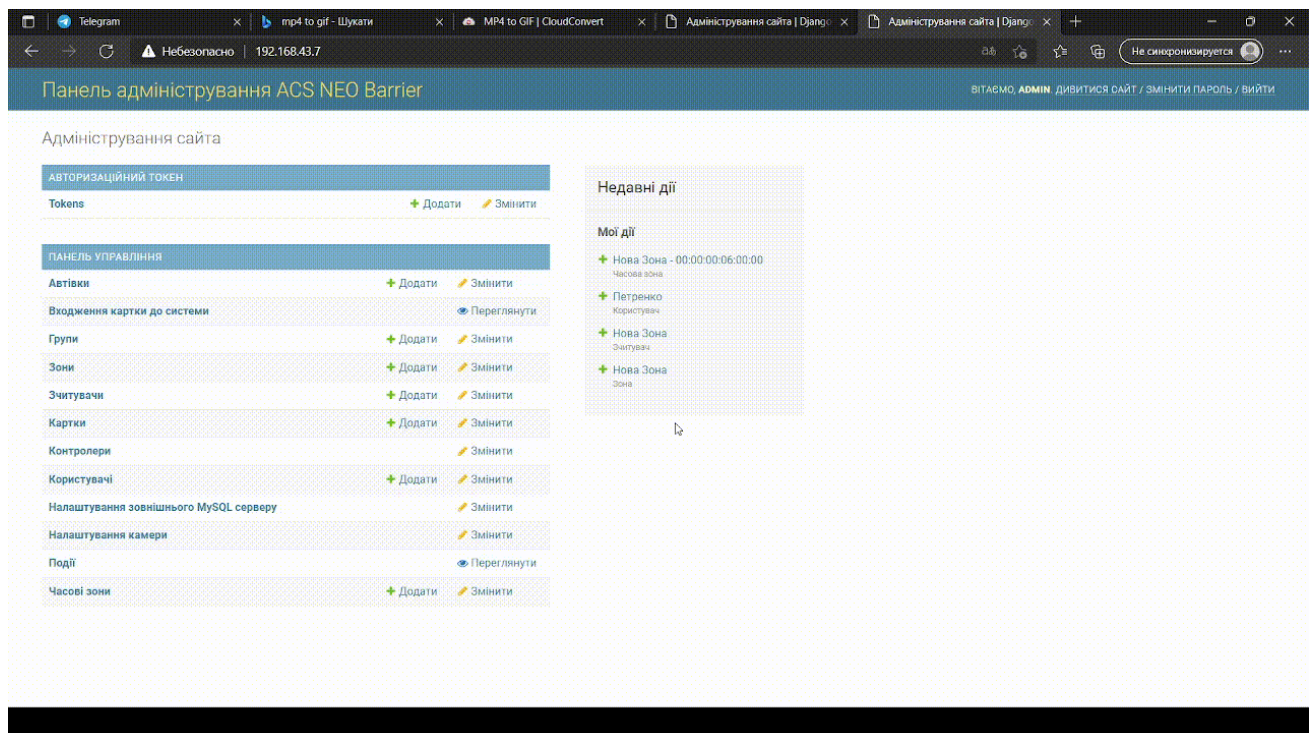 Telegram
mp4 to gif - Шукати
MP4 to GIF | CloudConvert
Адміністрування сайта | Django
Адміністрування сайта | Django
Небезопасно 192.168.43.7
Не синхронизируется
Панель адміністрування ACS NEO Barrier
ВІТАЄМО, ADMIN. ДИВИТИСЯ САЙТ / ЗМІНИТИ ПАРОЛЬ / ВИЙТИ
Адміністрування сайта
АВТОРИЗАЦІЙНИЙ ТОКЕН
Tokens Додати Змінити
ПАНЕЛЬ УПРАВЛІННЯ
Автівки Додати Змінити
Входження картки до системи Переглянути
Групи Додати Змінити
Зони Додати Змінити
Зчитувачи Додати Змінити
Картки Додати Змінити
Контролери Змінити
Користувачі Додати Змінити
Налаштування зовнішнього MySQL серверу Змінити
Налаштування камери Змінити
Події Переглянути
Часові зони Додати Змінити
Недавні дії
Мої дії
Нова Зона - 00:00:00:06:00:00
Часова зона
Петренко
Користувач
Нова Зона
Зчитувач
Нова Зона
Зона